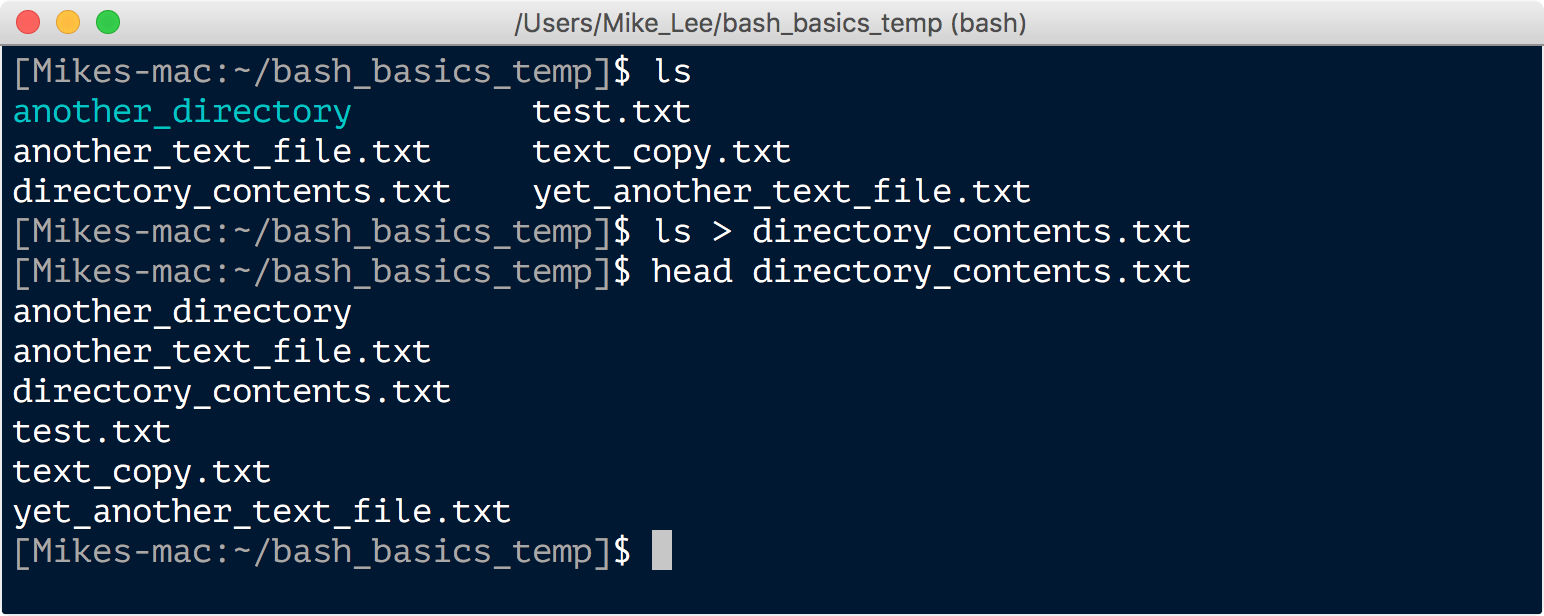 /Users/Mike_Lee/bash_basics_temp (bash)
[Mikes-mac:~/bash_basics_temp]$ ls
another_directory         test.txt
another_text_file.txt     text_copy.txt
directory_contents.txt    yet_another_text_file.txt
[Mikes-mac:~/bash_basics_temp]$ ls > directory_contents.txt
[Mikes-mac:~/bash_basics_temp]$ head directory_contents.txt
another_directory
another_text_file.txt
directory_contents.txt
test.txt
text_copy.txt
yet_another_text_file.txt
[Mikes-mac:~/bash_basics_temp]$